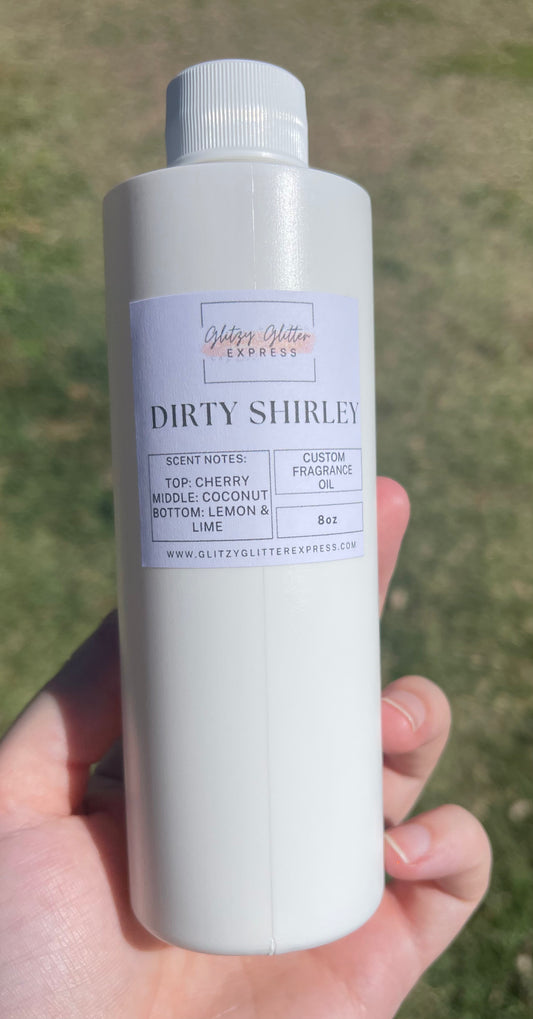 Glitzy Glitter
EXPRESS
DIRTY SHIRLEY
SCENT NOTES:
TOP: CHERRY
MIDDLE: COCONUT
BOTTOM: LEMON &
LIME
CUSTOM
FRAGRANCE
OIL
8oz
WWW.GLITZYGLITTEREXPRESS.COM